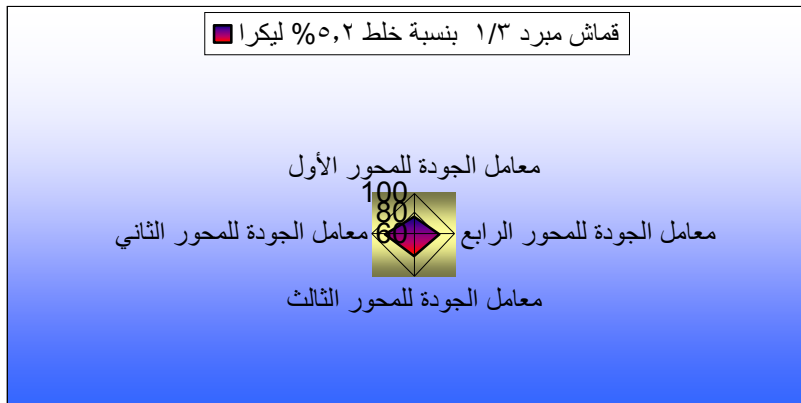 قماش مبرد ١/٣ بنسبة خلط ٥,٢% ليكرا
معامل الجودة للمحور الأول
100
80
60
معامل الجودة للمحور الرابع
معامل الجودة للمحور الثاني
معامل الجودة للمحور الثالث